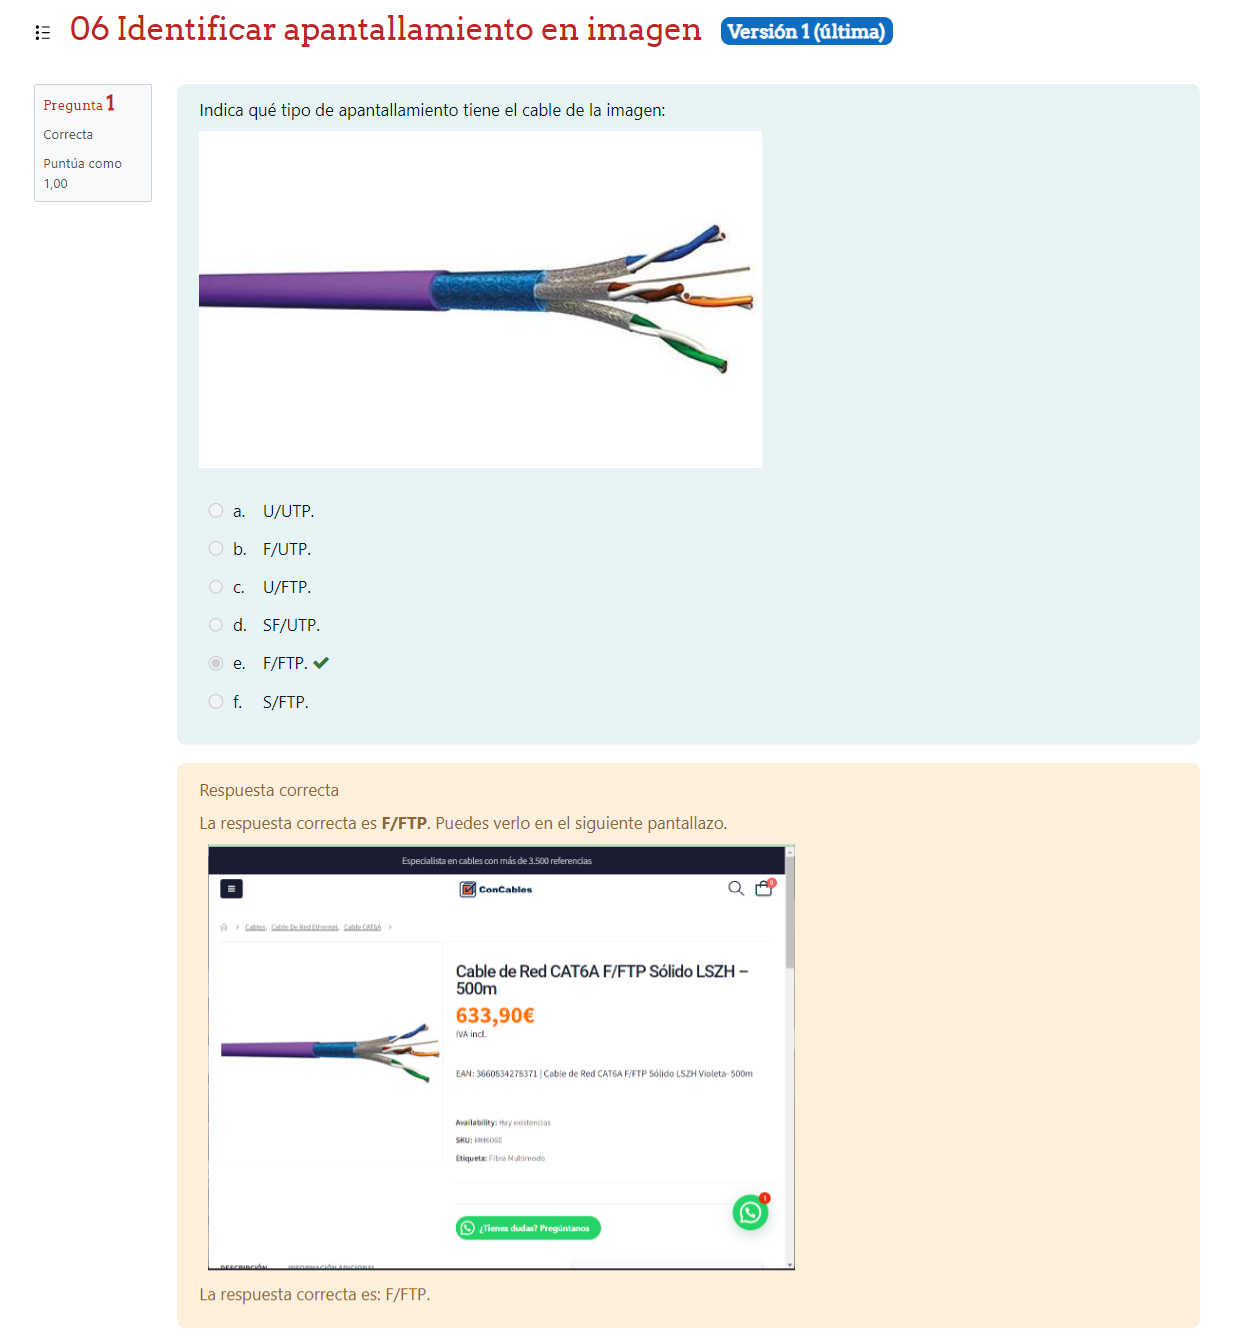 06 Identificar apantallamiento en imagen Versión 1 (última)
Pregunta 1
Correcta
Puntúa como
1,00
Indica qué tipo de apantallamiento tiene el cable de la imagen:
a. U/UTP.
b. F/UTP.
c. U/FTP.
d. SF/UTP.
e. F/FTP.
f. S/FTP.
Respuesta correcta
La respuesta correcta es F/FTP. Puedes verlo en el siguiente pantallazo.
Especialista en cables con más de 3.500 referencias
ConCables
Cables, Cable De Red Ethernet, Cable CAT6A
Cable de Red CAT6A F/FTP Sólido LSZH –
500m
633,90€
IVA incl.
EAN: 3660834278371 | Cable de Red CAT6A F/FTP Sólido LSZH Violeta- 500m
Availability: Hay existencias
SKU: MM6068
Etiqueta: Fibra Multimodo
1
¿Tienes dudas? Pregúntanos
DESCRIPCIÓN INFORMACIÓN ADICIONAL
La respuesta correcta es: F/FTP.